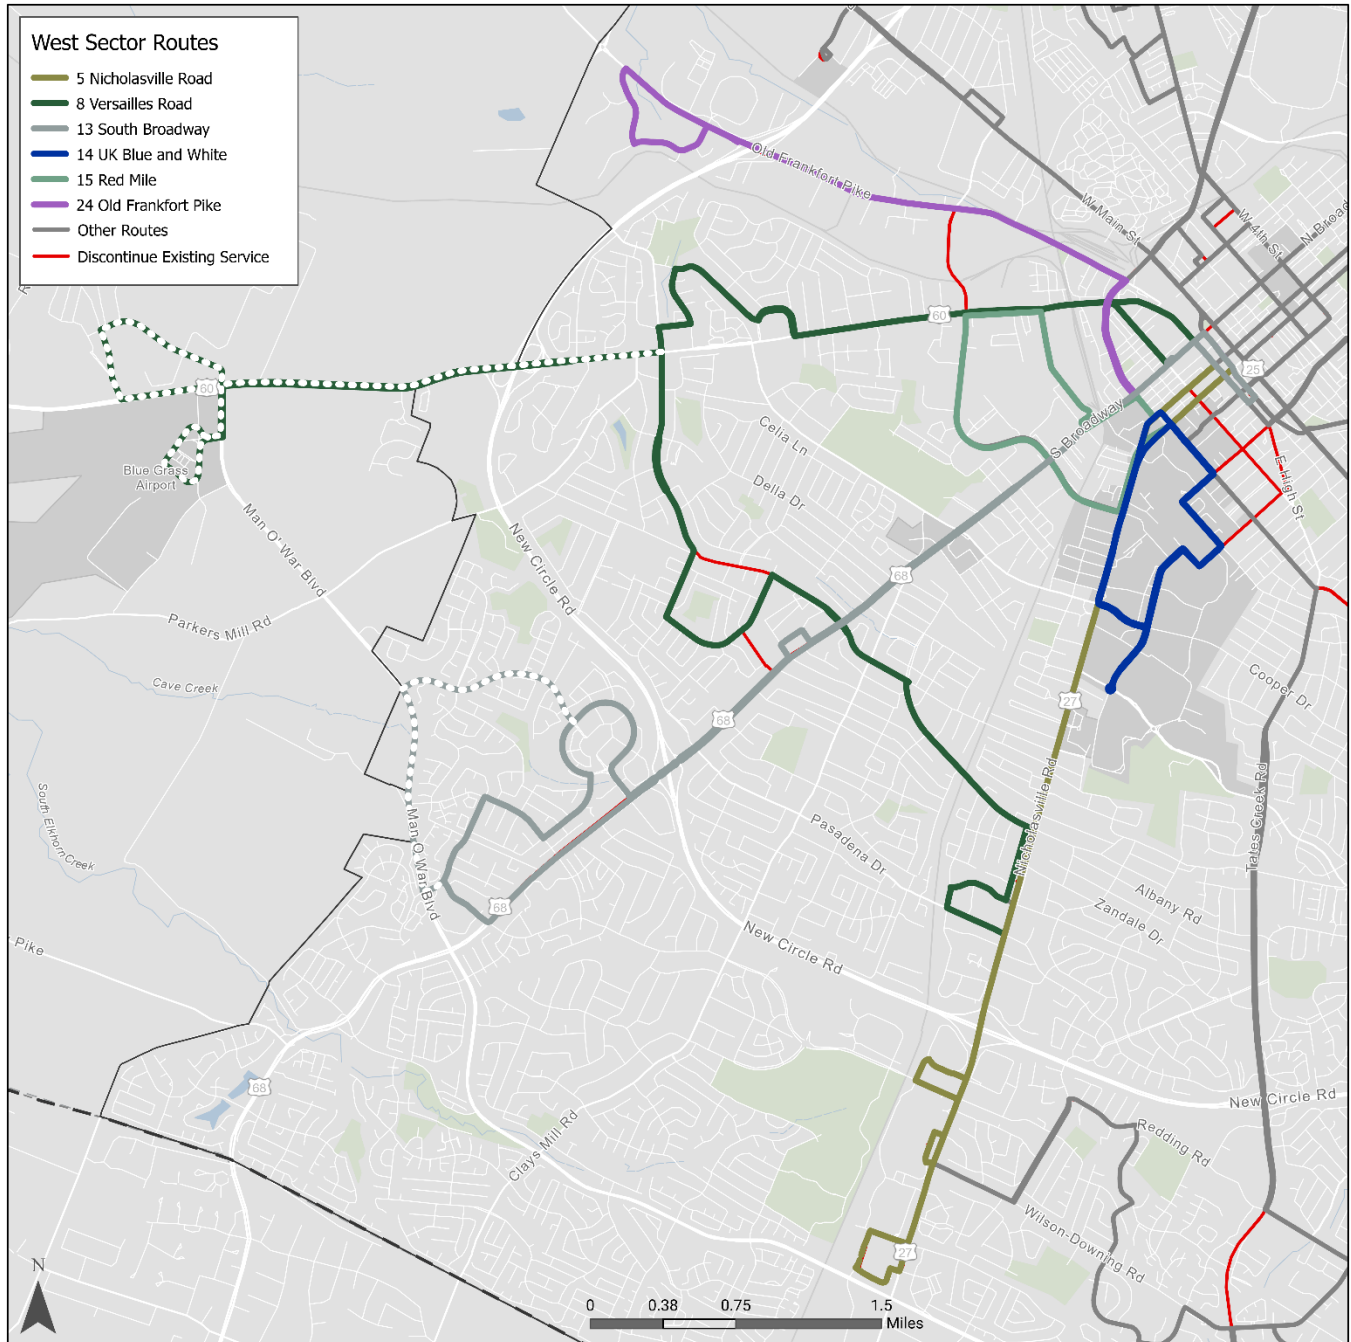 West Sector Routes
5 Nicholasville Road
8 Versailles Road
13 South Broadway
14 UK Blue and White
15 Red Mile
24 Old Frankfort Pike
Other Routes
Discontinue Existing Service
Old Frankfort Pike
W Main St
W 4th St
N Broad
R
60
60
25
Blue Grass
Airport
Man O' War Blvd
New Circle Rd
Celia Ln
Della Dr
S Broadway
E High St
68
Parkers Mill Rd
Cave Creek
South Elkhorn Creek
68
27
Cooper Dr
Nicholasville Rd
Tates Creek Rd
Man O' War Blvd
Pasadena Dr
Albany Rd
Zandale Dr
68
New Circle Rd
Pike
68
New Circle Rd
Redding Rd
Clays Mill Rd
Wilson-Downing Rd
27
N
0 0.38 0.75 1.5
Miles